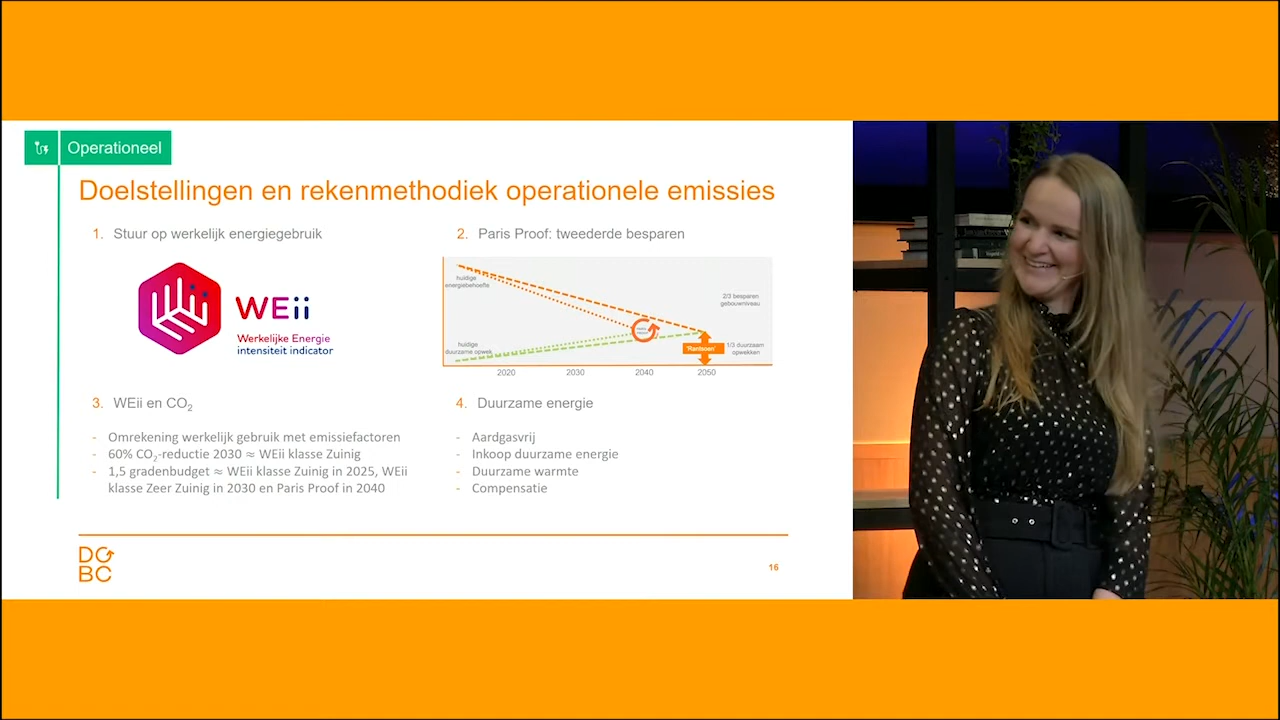 Operationeel
Doelstellingen en rekenmethodiek operationele emissies
1. Stuur op werkelijk energiegebruik
WEii
Werkelijke Energie
intensiteit indicator
2. Paris Proof: tweederde besparen
huidige
energiebehoefte
2/3 besparen
gebouwniveau
huidige
duurzame opwek
'Rantsoen'
1/3 duurzaam
opwekken
2020 2030 2040 2050
3. WEii en CO2
- Omrekening werkelijk gebruik met emissiefactoren
- 60% CO2-reductie 2030 ≈ WEii klasse Zuinig
- 1,5 gradenbudget ≈ WEii klasse Zuinig in 2025, WEii
klasse Zeer Zuinig in 2030 en Paris Proof in 2040
4. Duurzame energie
- Aardgasvrij
- Inkoop duurzame energie
- Duurzame warmte
- Compensatie
DG
BC
16